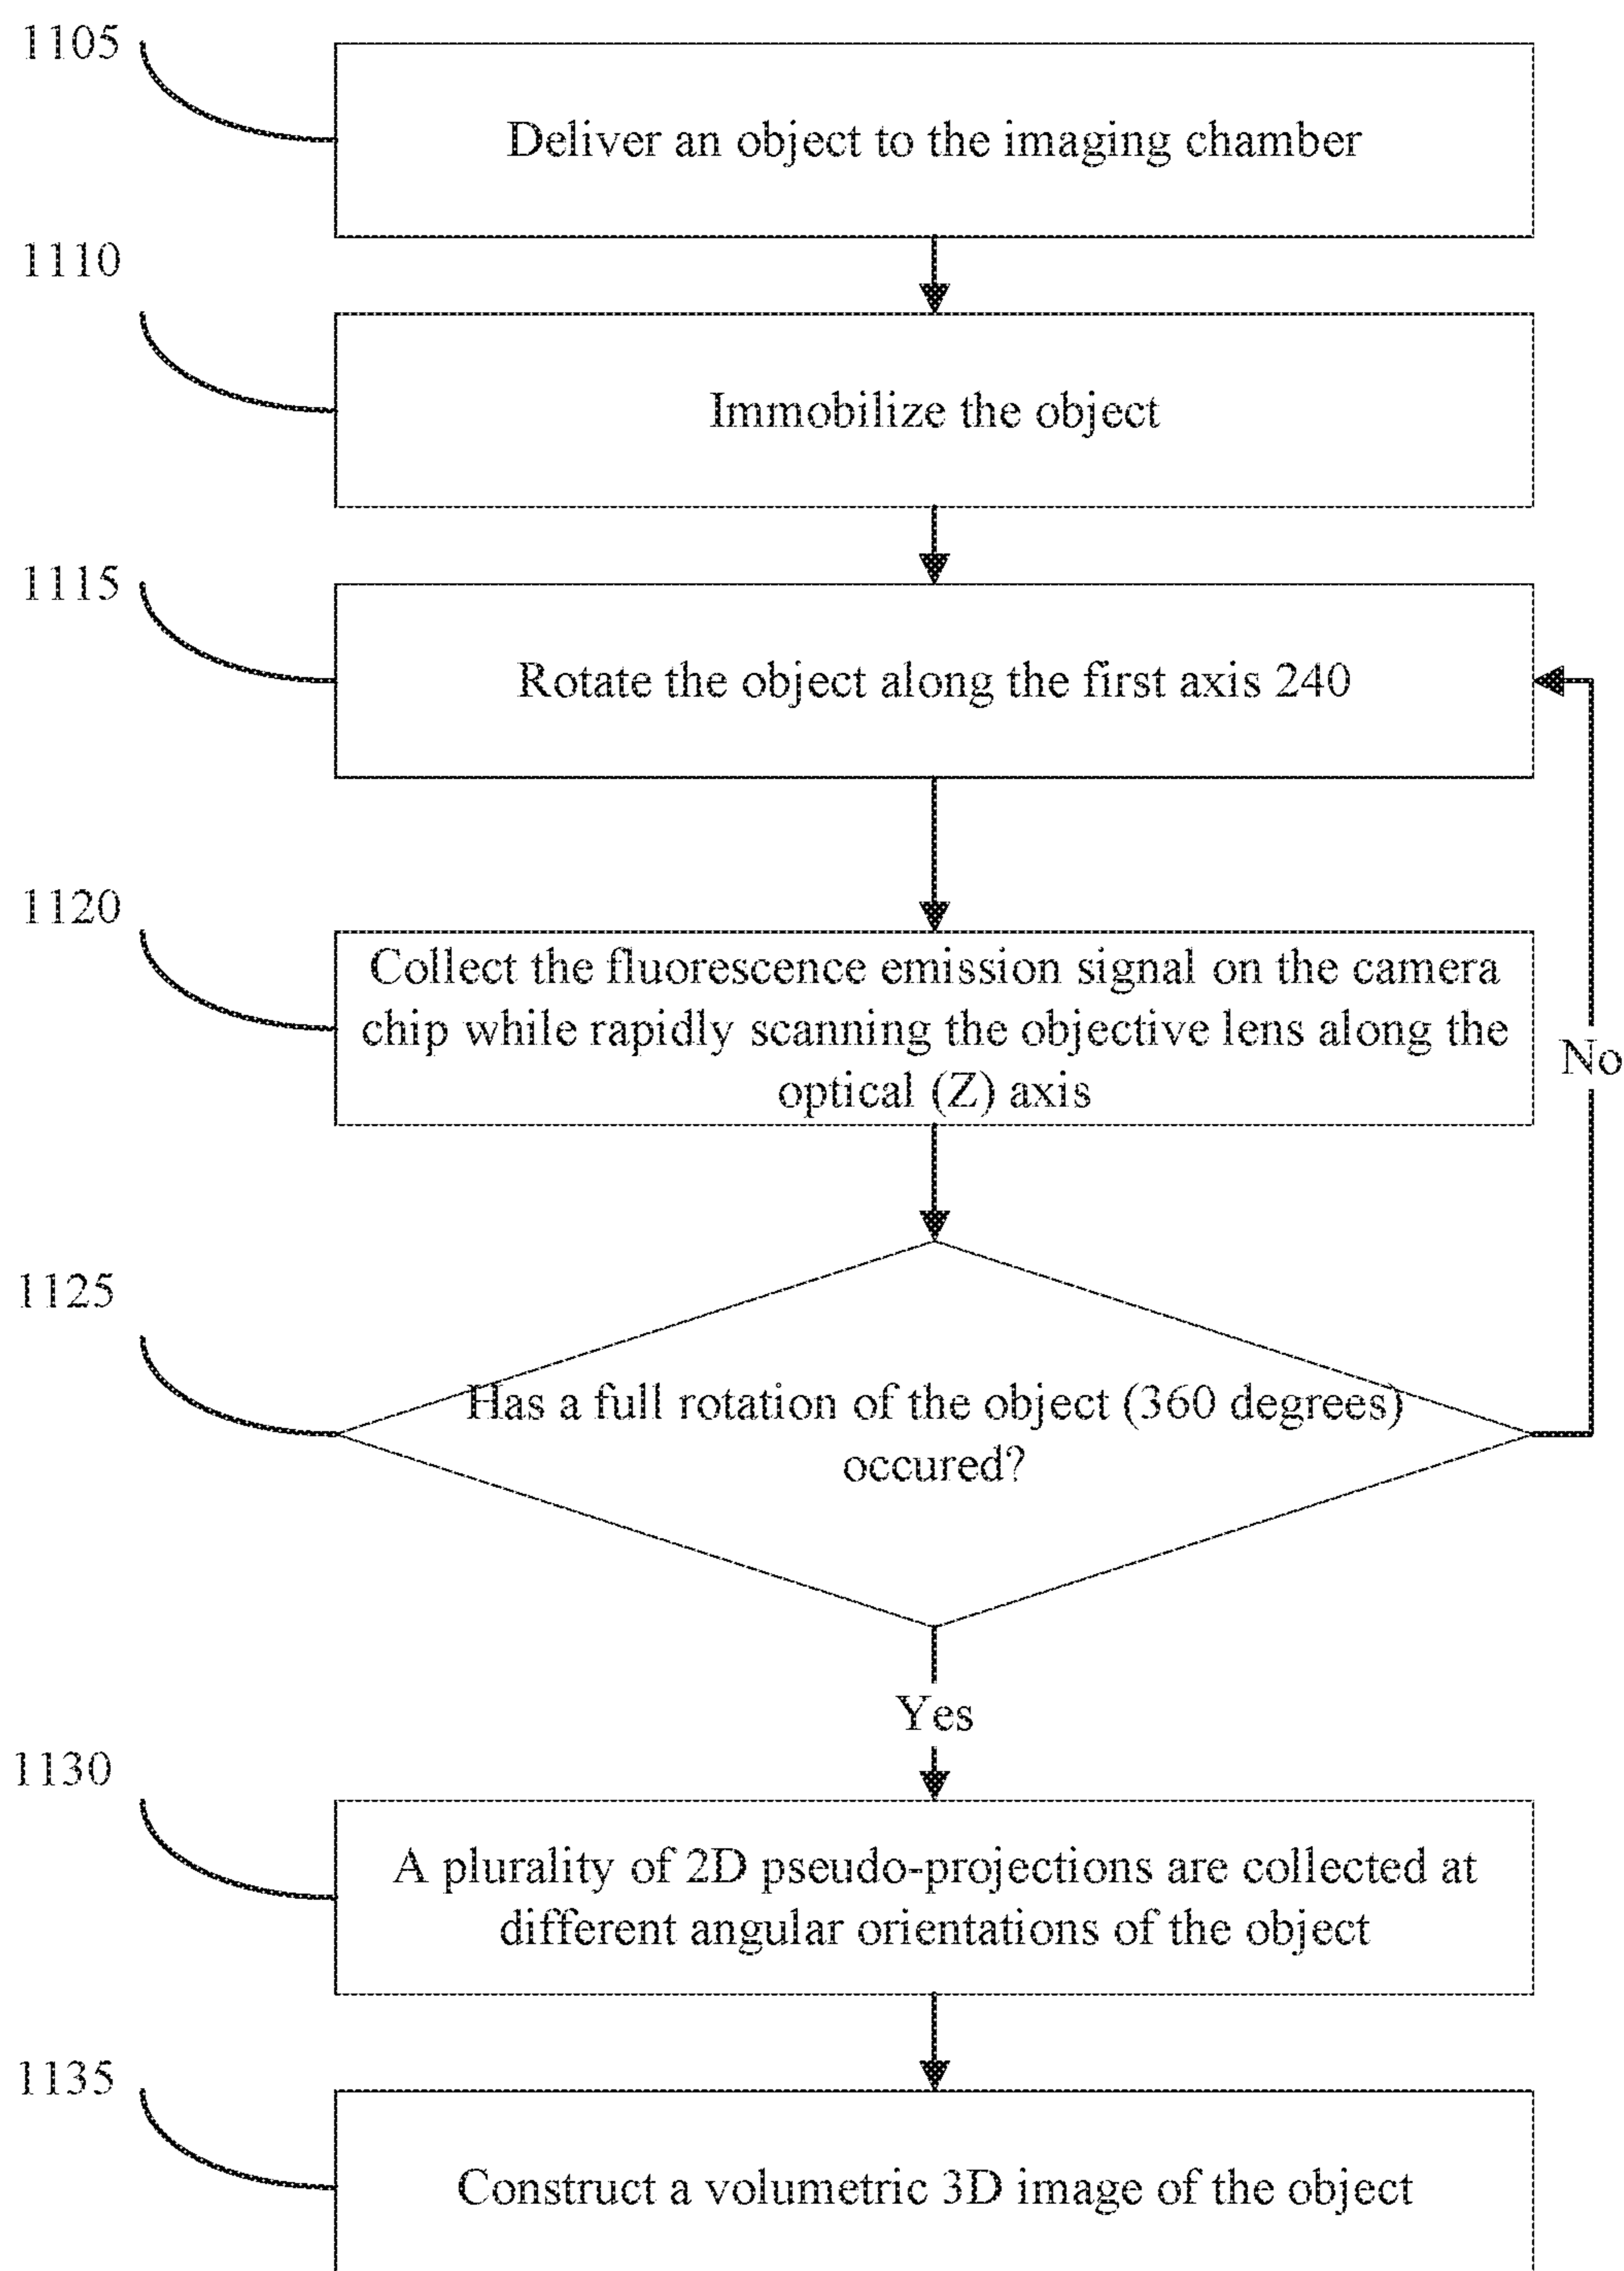 1105
Deliver an object to the imaging chamber
1110
Immobilize the object
1115
Rotate the object along the first axis 240
1120
Collect the fluorescence emission signal on the camera
chip while rapidly scanning the objective lens along the
optical (Z) axis
No
1125
Has a full rotation of the object (360 degrees)
occured?
Yes
1130
A plurality of 2D pseudo-projections are collected at
different angular orientations of the object
1135
Construct a volumetric 3D image of the object